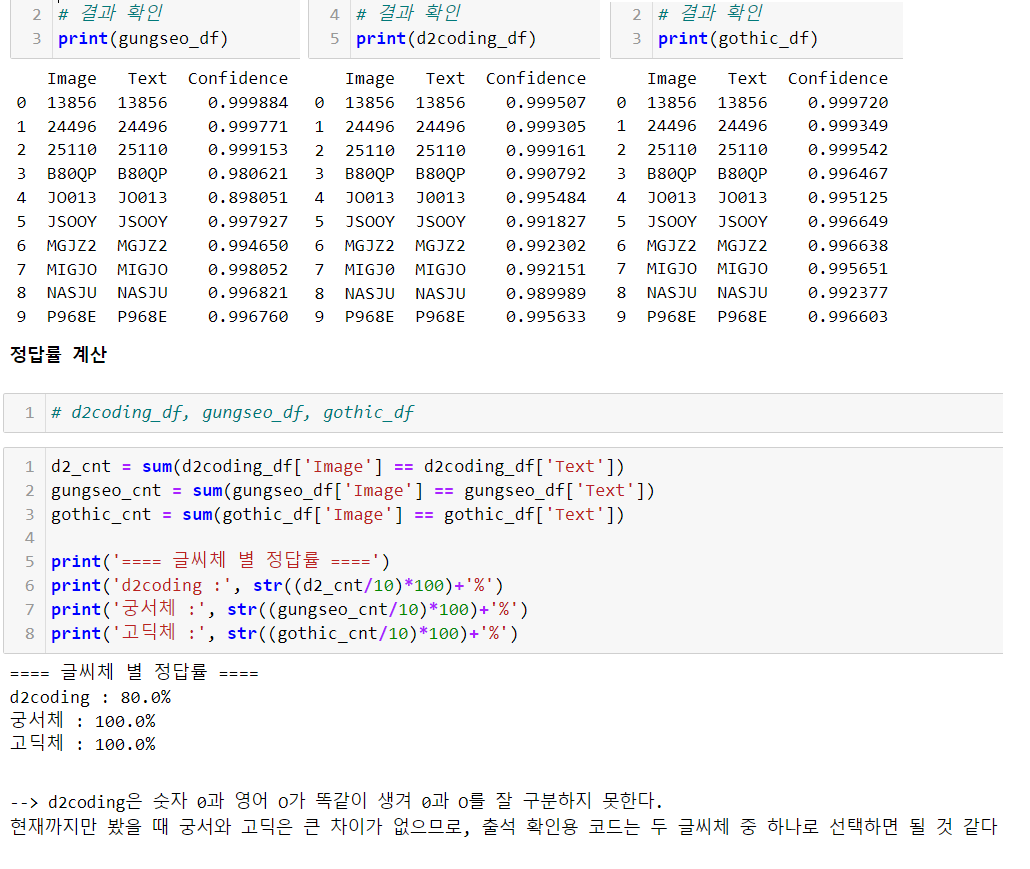 2 # 결과 확인
3 print(gungseo_df)
Image Text Confidence
0 13856 13856 0.999884
1 24496 24496 0.999771
2 25110 25110 0.999153
3 B80QP B80QP 0.980621
4 JO013 JO013 0.898051
5 JSOOY JSOOY 0.997927
6 MGJZ2 MGJZ2 0.994650
7 MIGJO MIGJO 0.998052
8 NASJU NASJU 0.996821
9 P968E P968E 0.996760
4 # 결과 확인
5 print(d2coding_df)
Image Text Confidence
0 13856 13856 0.999507
1 24496 24496 0.999305
2 25110 25110 0.999161
3 B80QP B80QP 0.990792
4 JO013 J0013 0.995484
5 JSOOY JSOOY 0.991827
6 MGJZ2 MGJZ2 0.992302
7 MIGJ0 MIGJO 0.992151
8 NASJU NASJU 0.989989
9 P968E P968E 0.995633
2 # 결과 확인
3 print(gothic_df)
Image Text Confidence
0 13856 13856 0.999720
1 24496 24496 0.999349
2 25110 25110 0.999542
3 B80QP B80QP 0.996467
4 JO013 JO013 0.995125
5 JSOOY JSOOY 0.996649
6 MGJZ2 MGJZ2 0.996638
7 MIGJO MIGJO 0.995651
8 NASJU NASJU 0.992377
9 P968E P968E 0.996603
정답률 계산
1 # d2coding_df, gungseo_df, gothic_df
1 d2_cnt = sum(d2coding_df['Image'] == d2coding_df['Text'])
2 gungseo_cnt = sum(gungseo_df['Image'] == gungseo_df['Text'])
3 gothic_cnt = sum(gothic_df['Image'] == gothic_df['Text'])
4
5 print('==== 글씨체 별 정답률 ====')
6 print('d2coding :', str((d2_cnt/10)*100)+'%')
7 print('궁서체 :', str((gungseo_cnt/10)*100)+'%')
8 print('고딕체 :', str((gothic_cnt/10)*100)+'%')
==== 글씨체 별 정답률 ====
d2coding : 80.0%
궁서체 : 100.0%
고딕체 : 100.0%
--> d2coding은 숫자 0과 영어 O가 똑같이 생겨 0과 O를 잘 구분하지 못한다.
현재까지만 봤을 때 궁서와 고딕은 큰 차이가 없으므로, 출석 확인용 코드는 두 글씨체 중 하나로 선택하면 될 것 같다